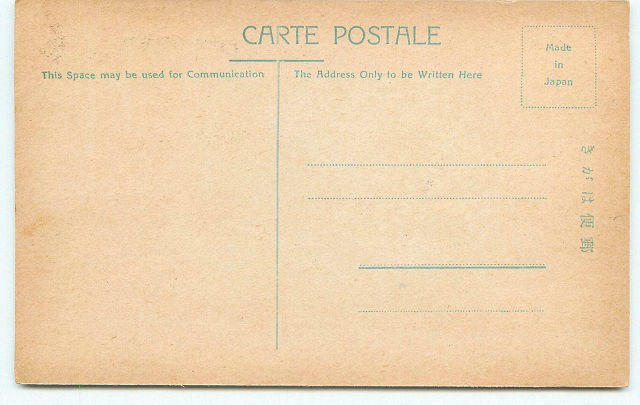 CARTE POSTALE
This Space may be used for Communication
The Address Only to be Written Here
Made
in
Japan
郵便はがき